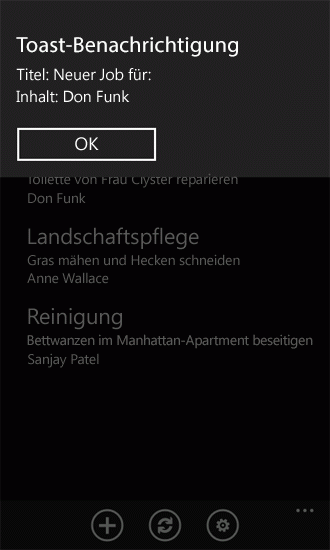 Toast-Benachrichtigung
Titel: Neuer Job für:
Inhalt: Don Funk
OK
Toilette von Frau Clyster reparieren
Don Funk
Landschaftspflege
Gras mähen und Hecken schneiden
Anne Wallace
Reinigung
Bettwanzen im Manhattan-Apartment beseitigen
Sanjay Patel